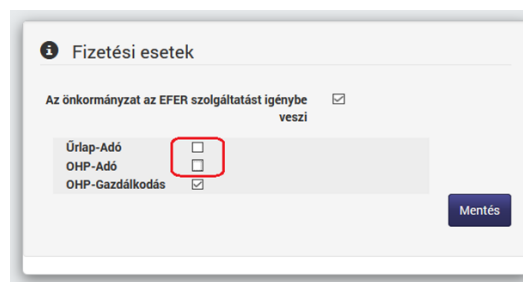 Fizetési esetek
Az önkormányzat az EFER szolgáltatást igénybe
veszi
Űrlap-Adó
OHP-Adó
OHP-Gazdálkodás
Mentés